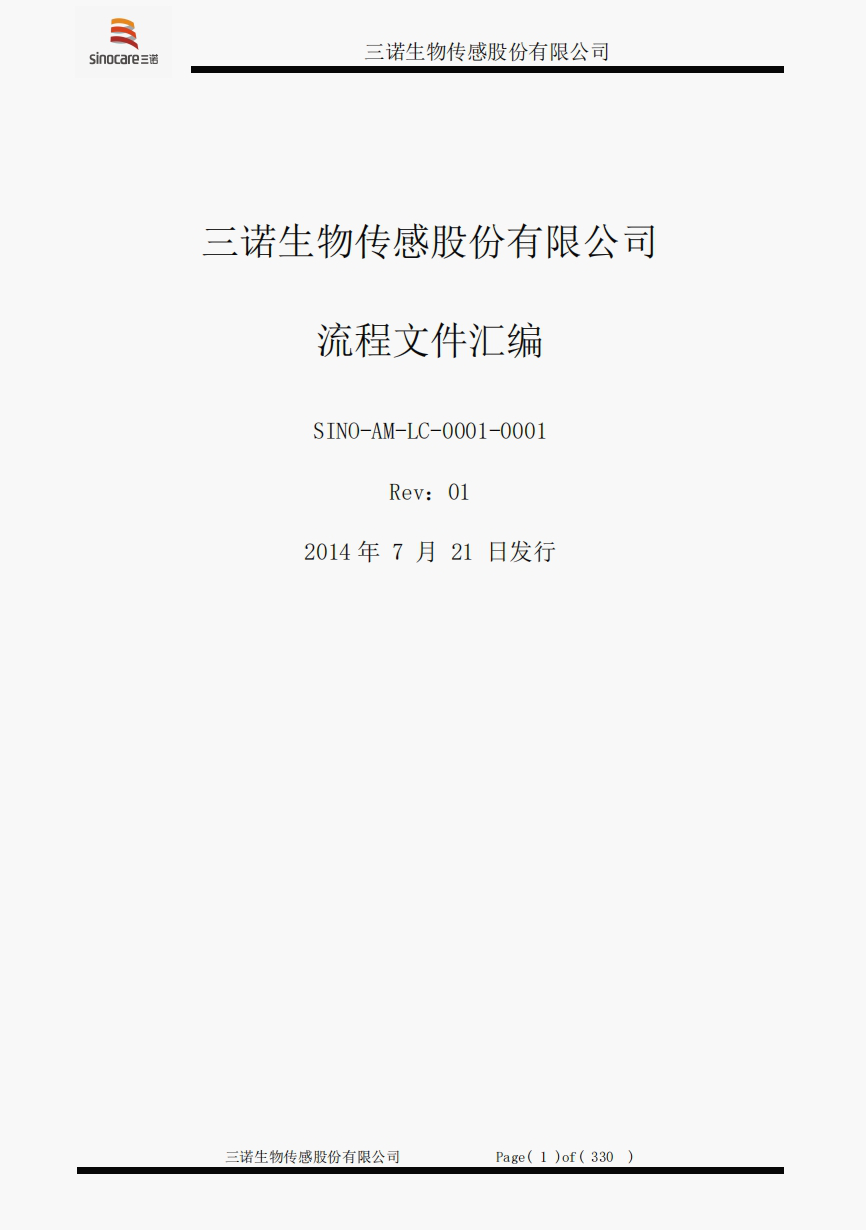 sinocare三诺
三诺生物传感股份有限公司
三诺生物传感股份有限公司
流程文件汇编
SINO-AM-LC-0001-0001
Rev：01
2014年 7 月 21 日发行
三诺生物传感股份有限公司 Page( 1 )of( 330 )